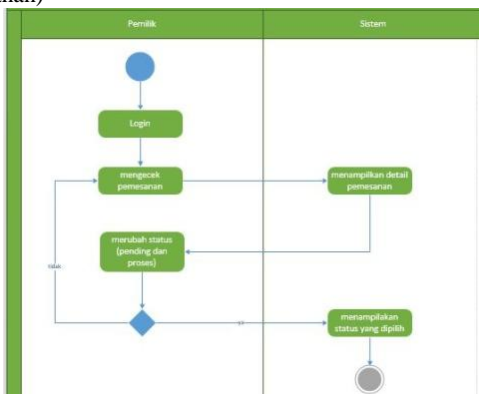 Pemilik
Sistem
Login
mengecek
pemesanan
menampilkan detail
pemesanan
merubah status
(pending dan
proses)
tidak
ya
menampilakan
status yang dipilih